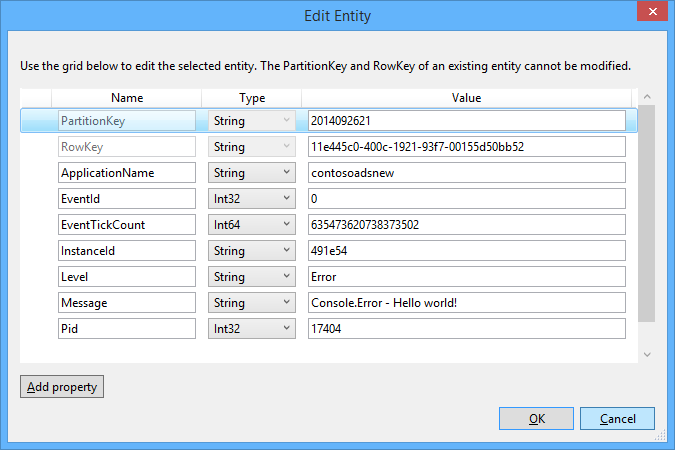 Edit Entity
Use the grid below to edit the selected entity. The PartitionKey and RowKey of an existing entity cannot be modified.
Name Type Value
PartitionKey String 2014092621
RowKey String 11e445c0-400c-1921-93f7-00155d50bb52
ApplicationName String contosoadsnew
EventId Int32 0
EventTickCount Int64 635473620738373502
InstanceId String 491e54
Level String Error
Message String Console.Error - Hello world!
Pid Int32 17404
Add property
OK Cancel